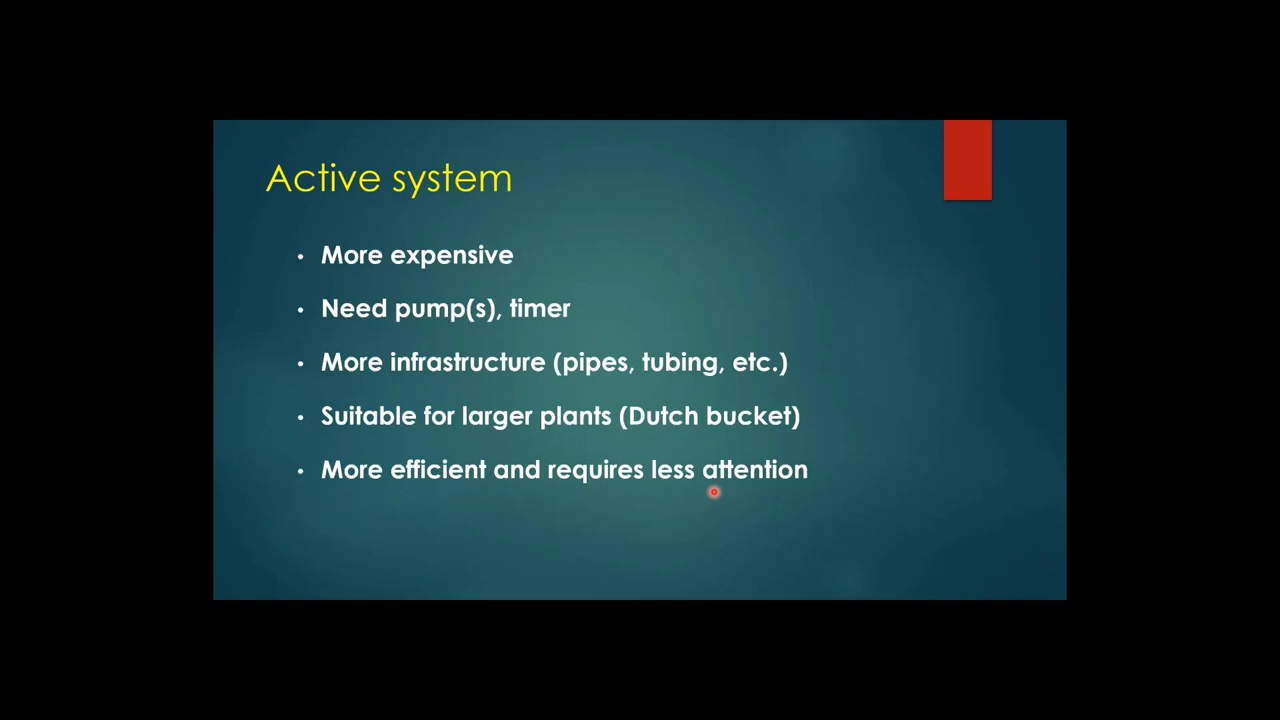 Active system
• More expensive
• Need pump(s), timer
• More infrastructure (pipes, tubing, etc.)
• Suitable for larger plants (Dutch bucket)
• More efficient and requires less attention